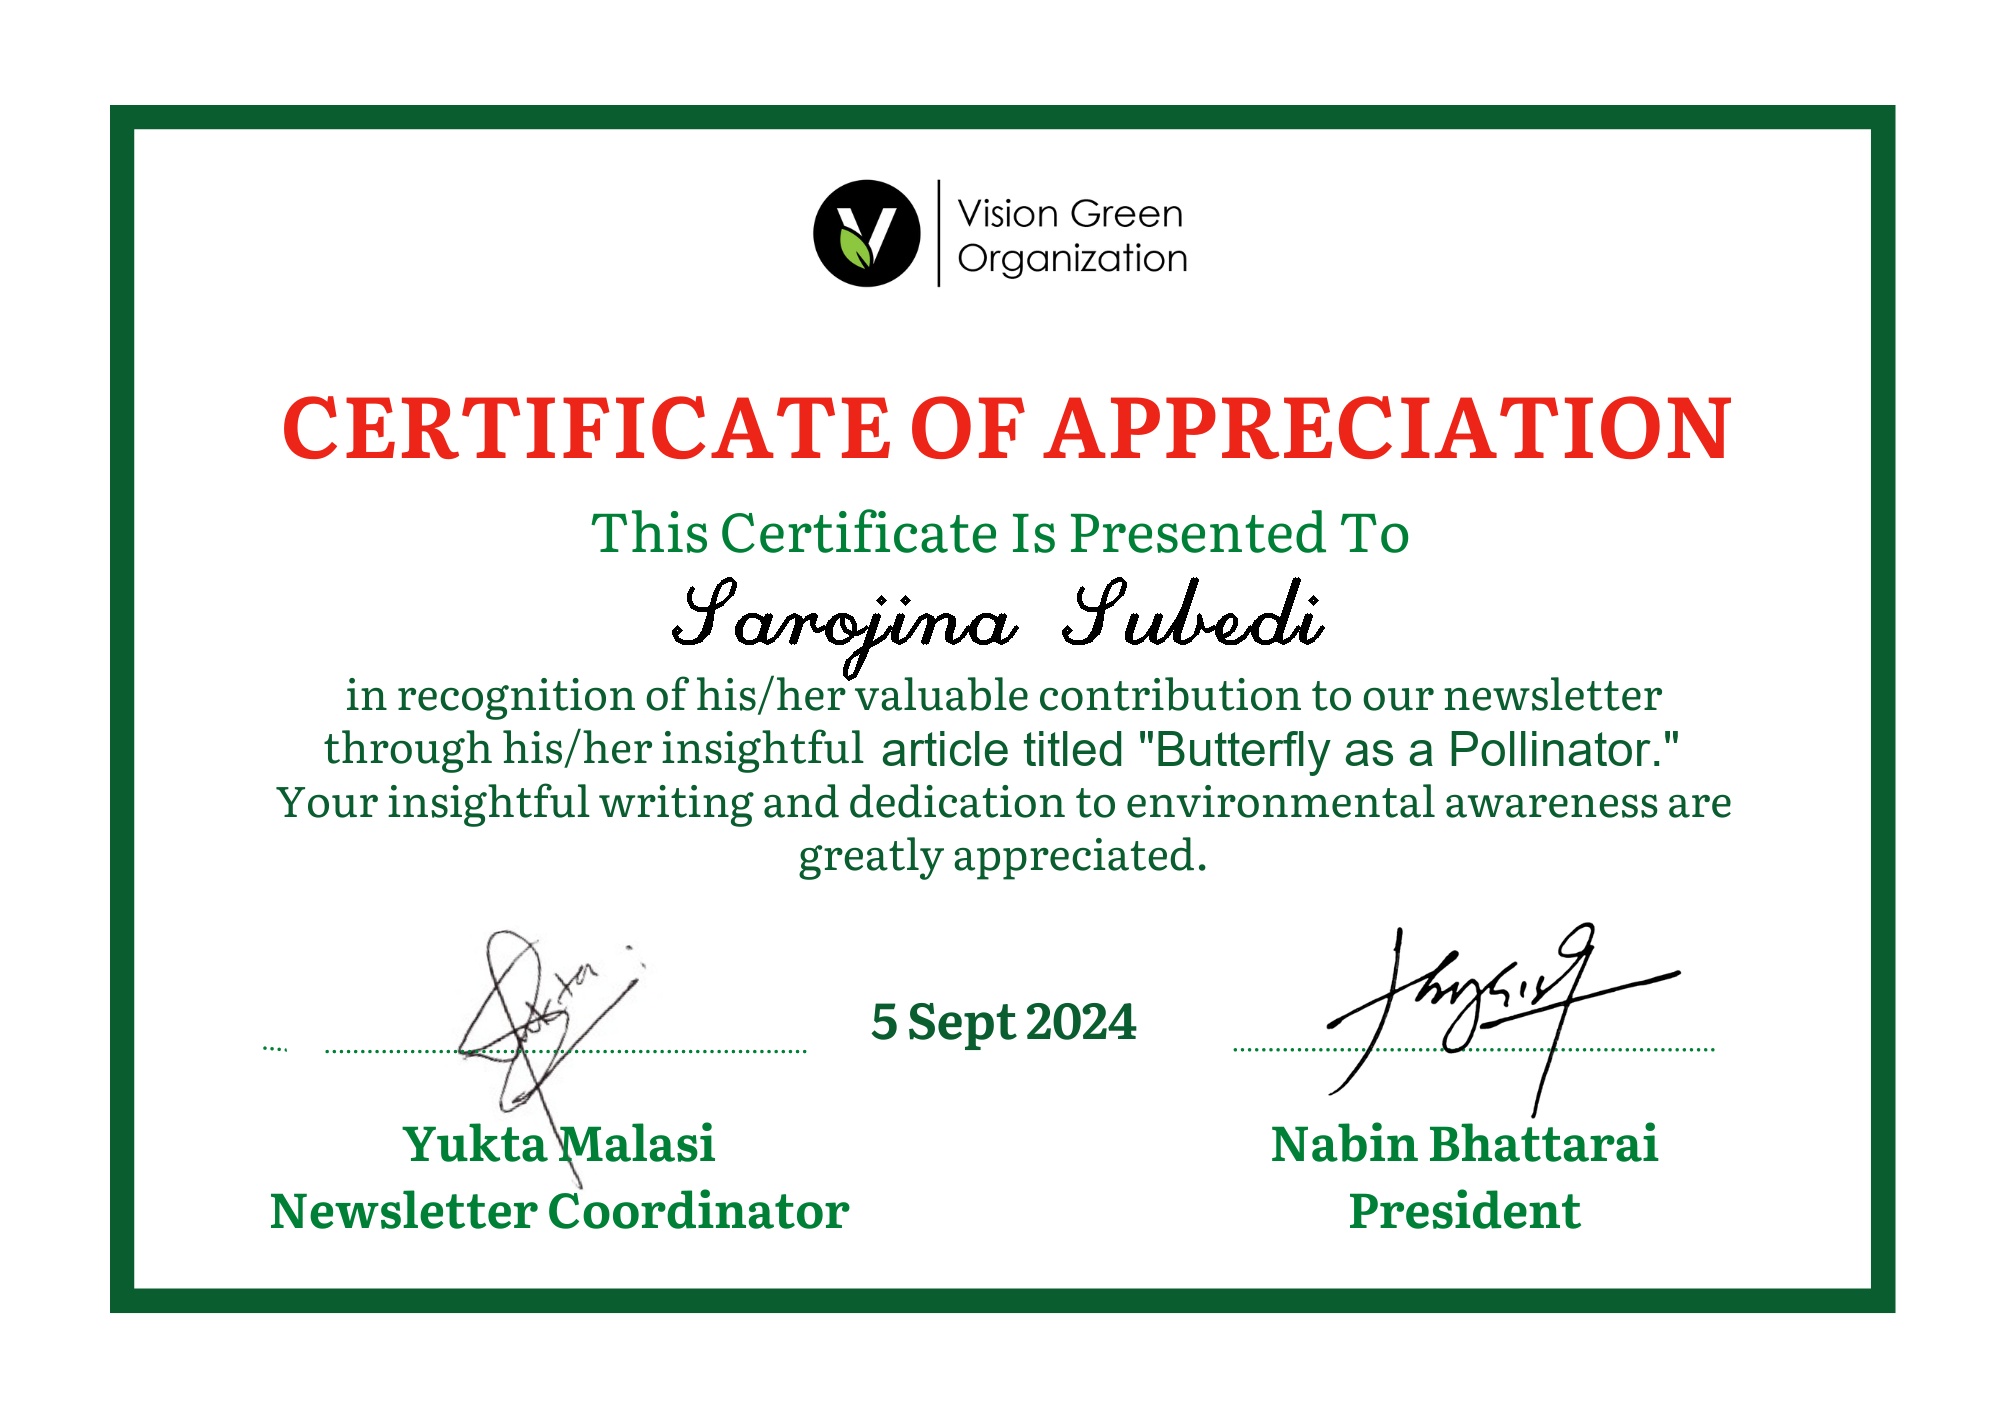 Vision Green
Organization
CERTIFICATE OF APPRECIATION
This Certificate Is Presented To
Sarojina Subedi
in recognition of his/her valuable contribution to our newsletter
through his/her insightful article titled "Butterfly as a Pollinator."
Your insightful writing and dedication to environmental awareness are
greatly appreciated.
5 Sept 2024
Yukta Malasi
Newsletter Coordinator
Nabin Bhattarai
President